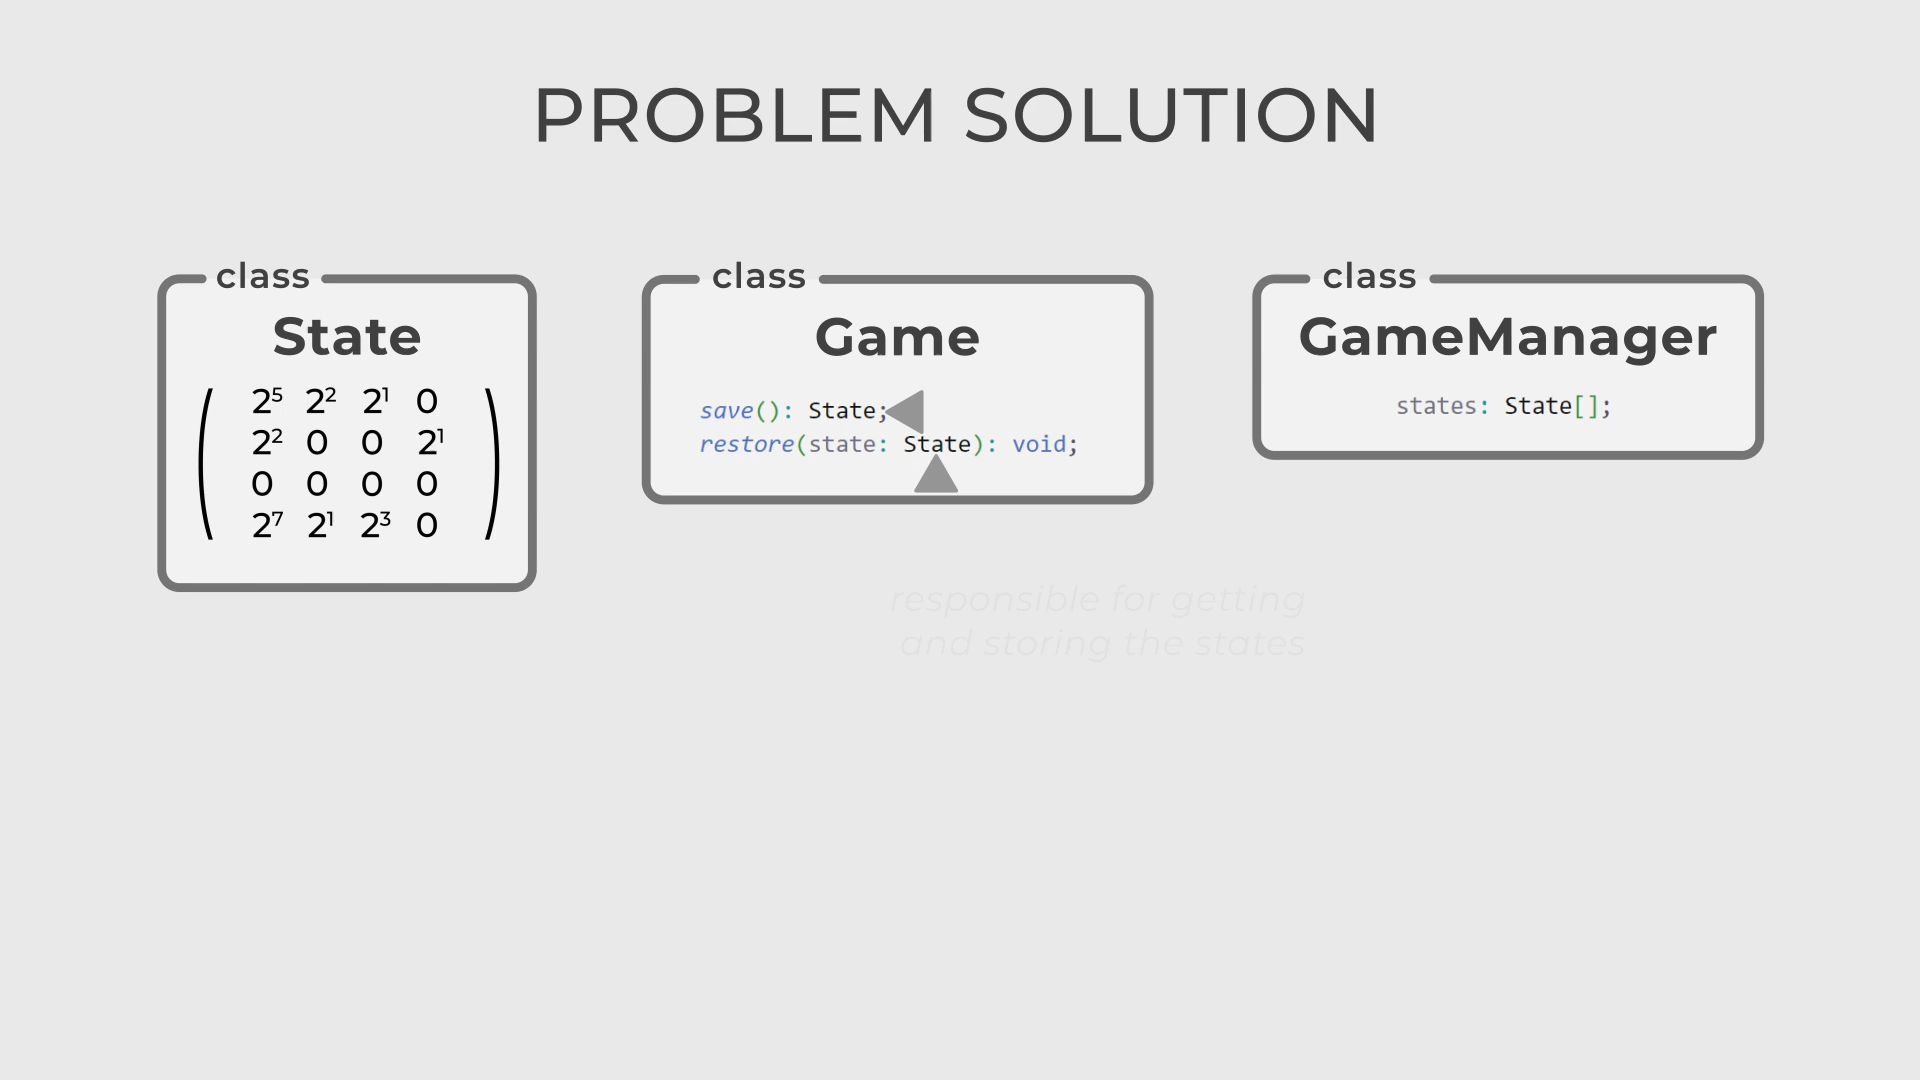 PROBLEM SOLUTION
class
State
2⁵ 2² 2¹ 0
2² 0 0 2¹
0 0 0 0
2⁷ 2¹ 2³ 0
class
Game
save(): State;
restore(state: State): void;
class
GameManager
states: State[];
responsible for getting
and storing the states